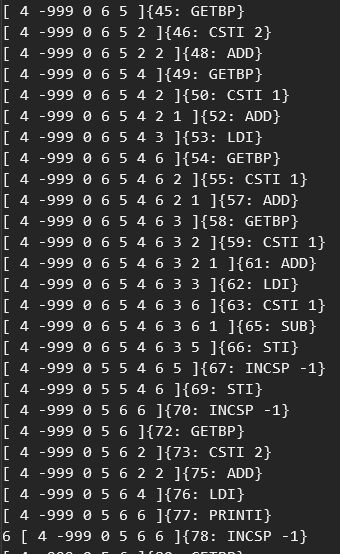 [ 4 -999 0 6 5 ]{45: GETBP}
[ 4 -999 0 6 5 2 ]{46: CSTI 2}
[ 4 -999 0 6 5 2 2 ]{48: ADD}
[ 4 -999 0 6 5 4 ]{49: GETBP}
[ 4 -999 0 6 5 4 2 ]{50: CSTI 1}
[ 4 -999 0 6 5 4 2 1 ]{52: ADD}
[ 4 -999 0 6 5 4 3 ]{53: LDI}
[ 4 -999 0 6 5 4 6 ]{54: GETBP}
[ 4 -999 0 6 5 4 6 2 ]{55: CSTI 1}
[ 4 -999 0 6 5 4 6 2 1 ]{57: ADD}
[ 4 -999 0 6 5 4 6 3 ]{58: GETBP}
[ 4 -999 0 6 5 4 6 3 2 ]{59: CSTI 1}
[ 4 -999 0 6 5 4 6 3 2 1 ]{61: ADD}
[ 4 -999 0 6 5 4 6 3 3 ]{62: LDI}
[ 4 -999 0 6 5 4 6 3 6 ]{63: CSTI 1}
[ 4 -999 0 6 5 4 6 3 6 1 ]{65: SUB}
[ 4 -999 0 6 5 4 6 3 5 ]{66: STI}
[ 4 -999 0 5 5 4 6 5 ]{67: INCSP -1}
[ 4 -999 0 5 5 4 6 ]{69: STI}
[ 4 -999 0 5 6 6 ]{70: INCSP -1}
[ 4 -999 0 5 6 ]{72: GETBP}
[ 4 -999 0 5 6 2 ]{73: CSTI 2}
[ 4 -999 0 5 6 2 2 ]{75: ADD}
[ 4 -999 0 5 6 4 ]{76: LDI}
[ 4 -999 0 5 6 6 ]{77: PRINTI}
6 [ 4 -999 0 5 6 6 ]{78: INCSP -1}